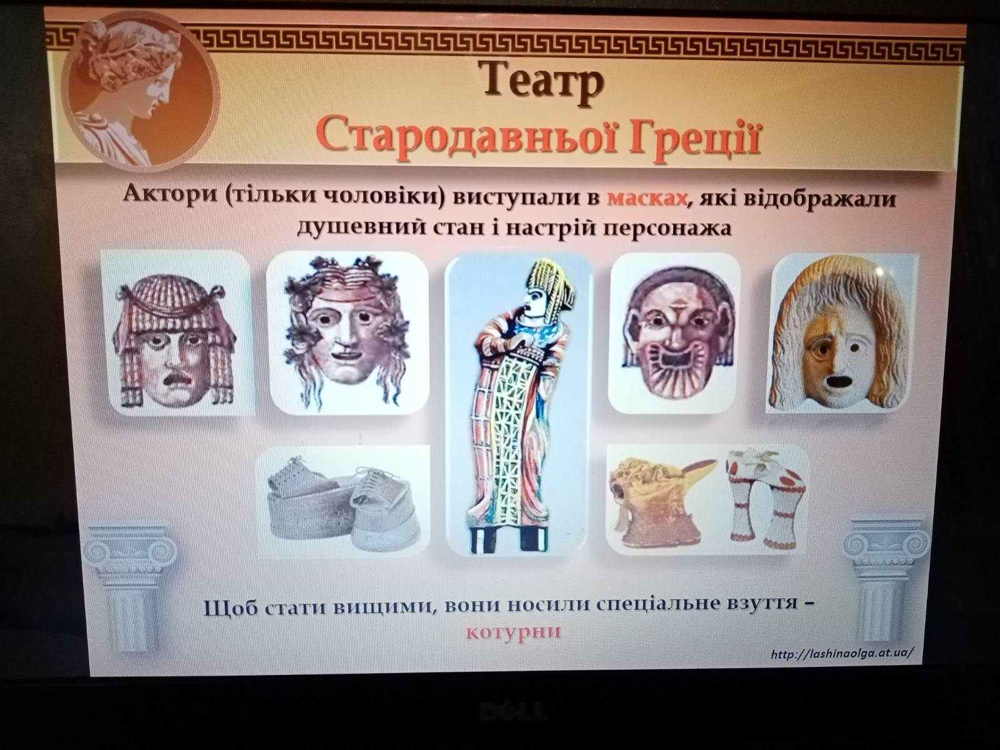 Театр
Стародавньої Греції
Актори (тільки чоловіки) виступали в масках, які відображали
душевний стан і настрій персонажа
Щоб стати вищими, вони носили спеціальне взуття –
котурни
http://lashinaolga.at.ua/
DELL